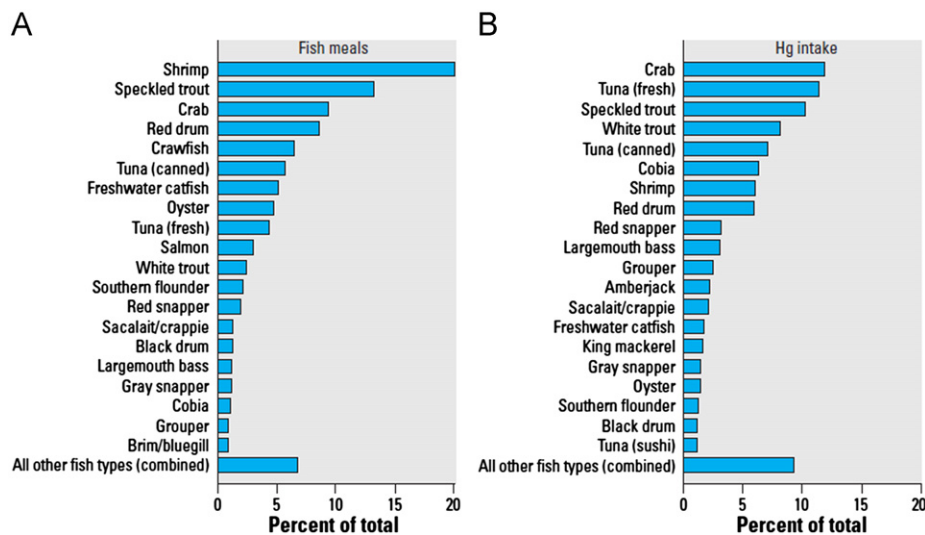 A
Fish meals
Shrimp
Speckled trout
Crab
Red drum
Crawfish
Tuna (canned)
Freshwater catfish
Oyster
Tuna (fresh)
Salmon
White trout
Southern flounder
Red snapper
Sacalait/crappie
Black drum
Largemouth bass
Gray snapper
Cobia
Grouper
Brim/bluegill
All other fish types (combined)
0 5 10 15 20
Percent of total
B
Hg intake
Crab
Tuna (fresh)
Speckled trout
White trout
Tuna (canned)
Cobia
Shrimp
Red drum
Red snapper
Largemouth bass
Grouper
Amberjack
Sacalait/crappie
Freshwater catfish
King mackerel
Gray snapper
Oyster
Southern flounder
Black drum
Tuna (sushi)
All other fish types (combined)
0 5 10 15 20
Percent of total